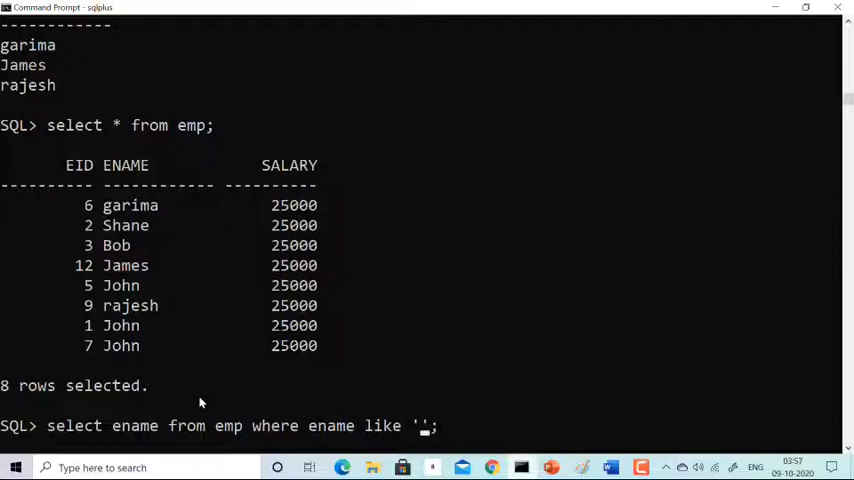 Command Prompt - sqlplus
------------
garima
James
rajesh
SQL> select * from emp;
EID ENAME SALARY
---------- ------------ ----------
6 garima 25000
2 Shane 25000
3 Bob 25000
12 James 25000
5 John 25000
9 rajesh 25000
1 John 25000
7 John 25000
8 rows selected.
SQL> select ename from emp where ename like '';
Type here to search
a
ENG
03:57
09-10-2020